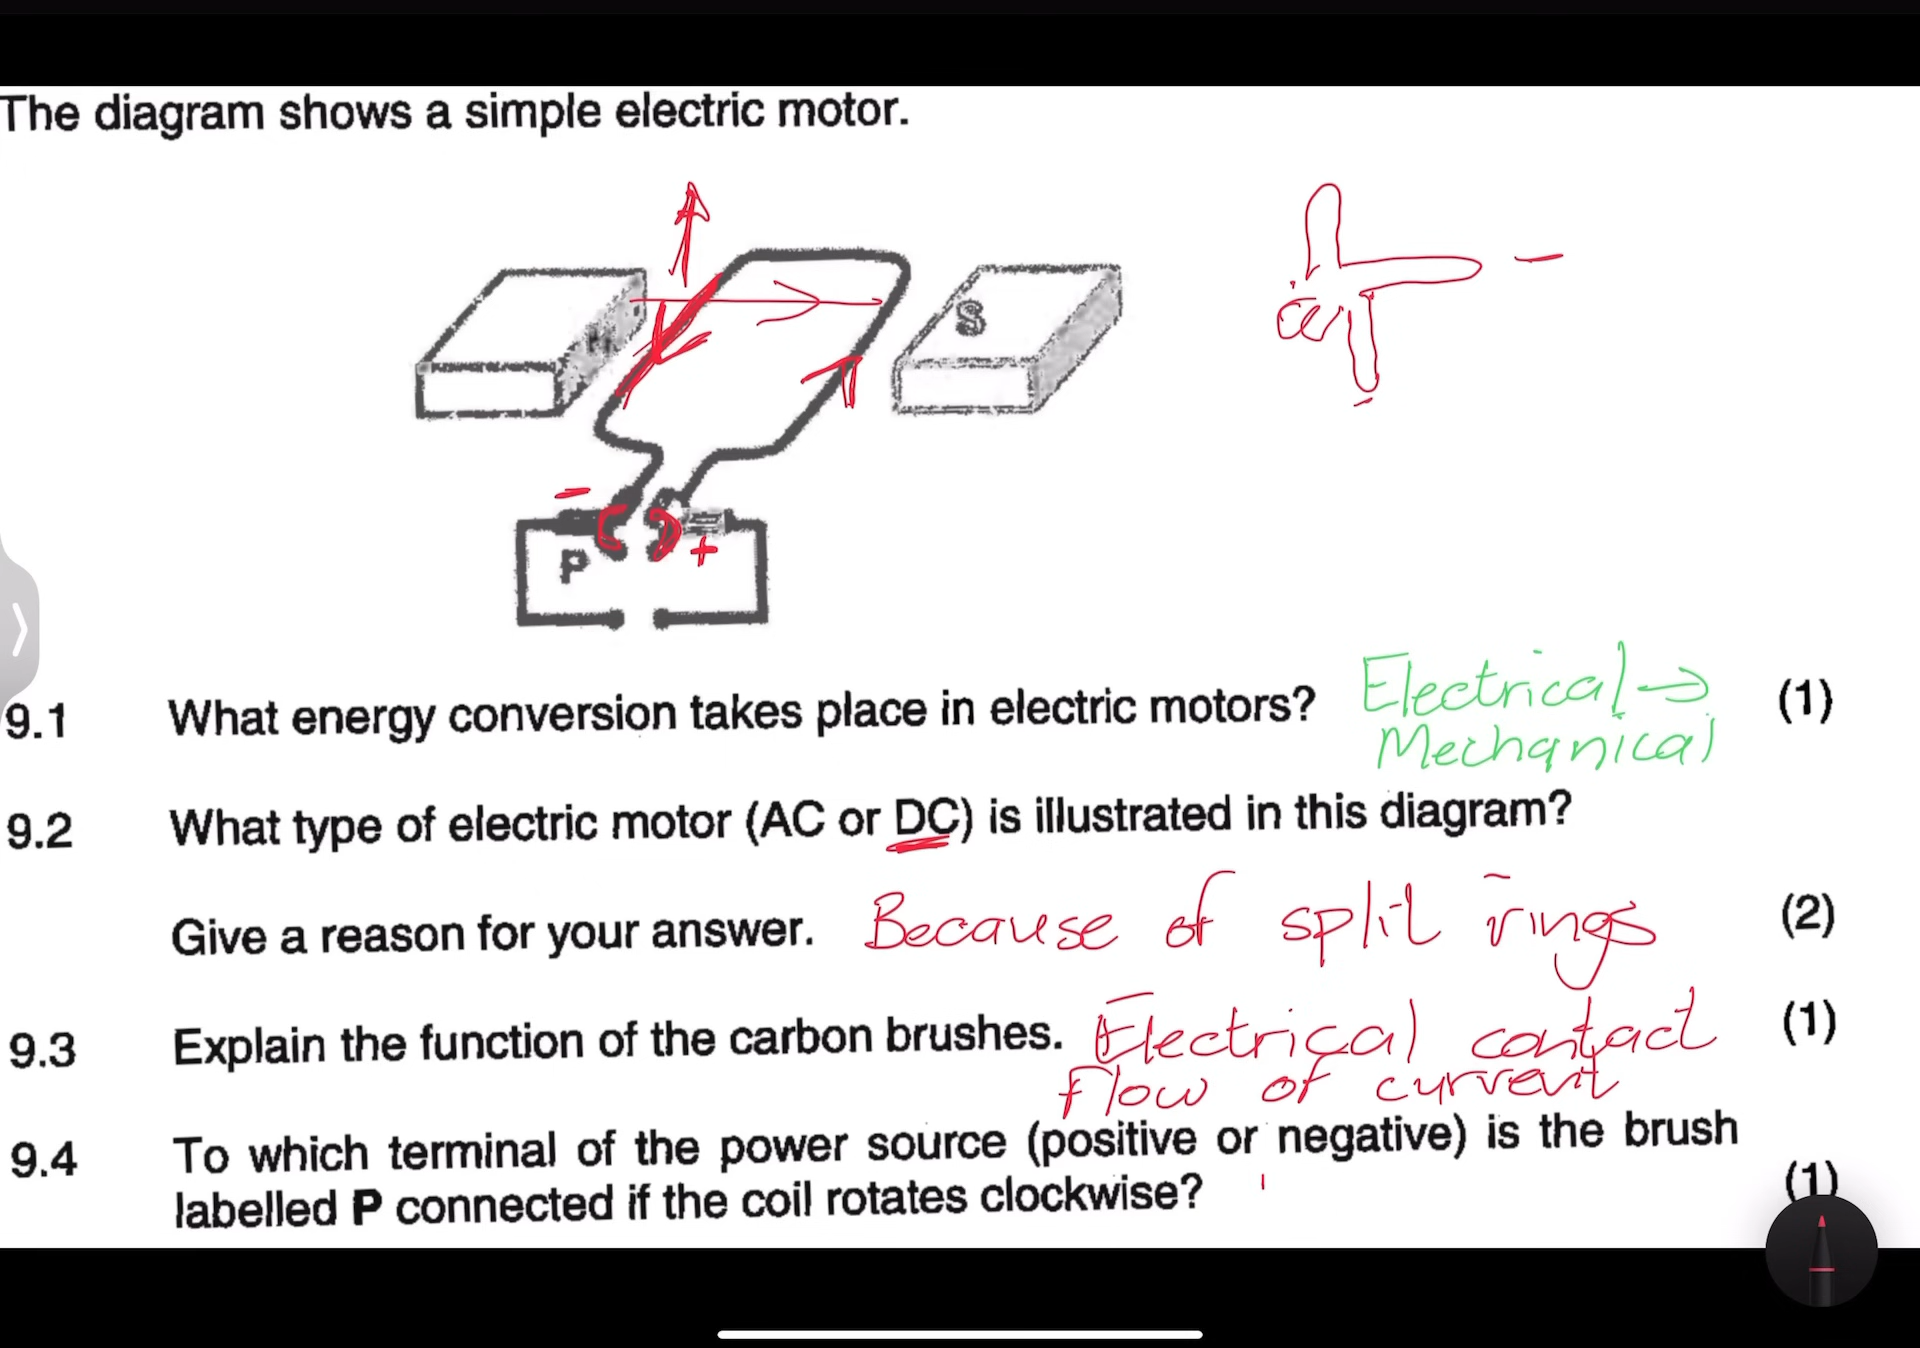 The diagram shows a simple electric motor.
N
S
-
-
+
P
9.1 What energy conversion takes place in electric motors? Electrical → (1)
Mechanical
9.2 What type of electric motor (AC or DC) is illustrated in this diagram?
Give a reason for your answer. Because of split rings (2)
9.3 Explain the function of the carbon brushes. Electrical contact (1)
flow of current
9.4 To which terminal of the power source (positive or negative) is the brush
labelled P connected if the coil rotates clockwise? (1)